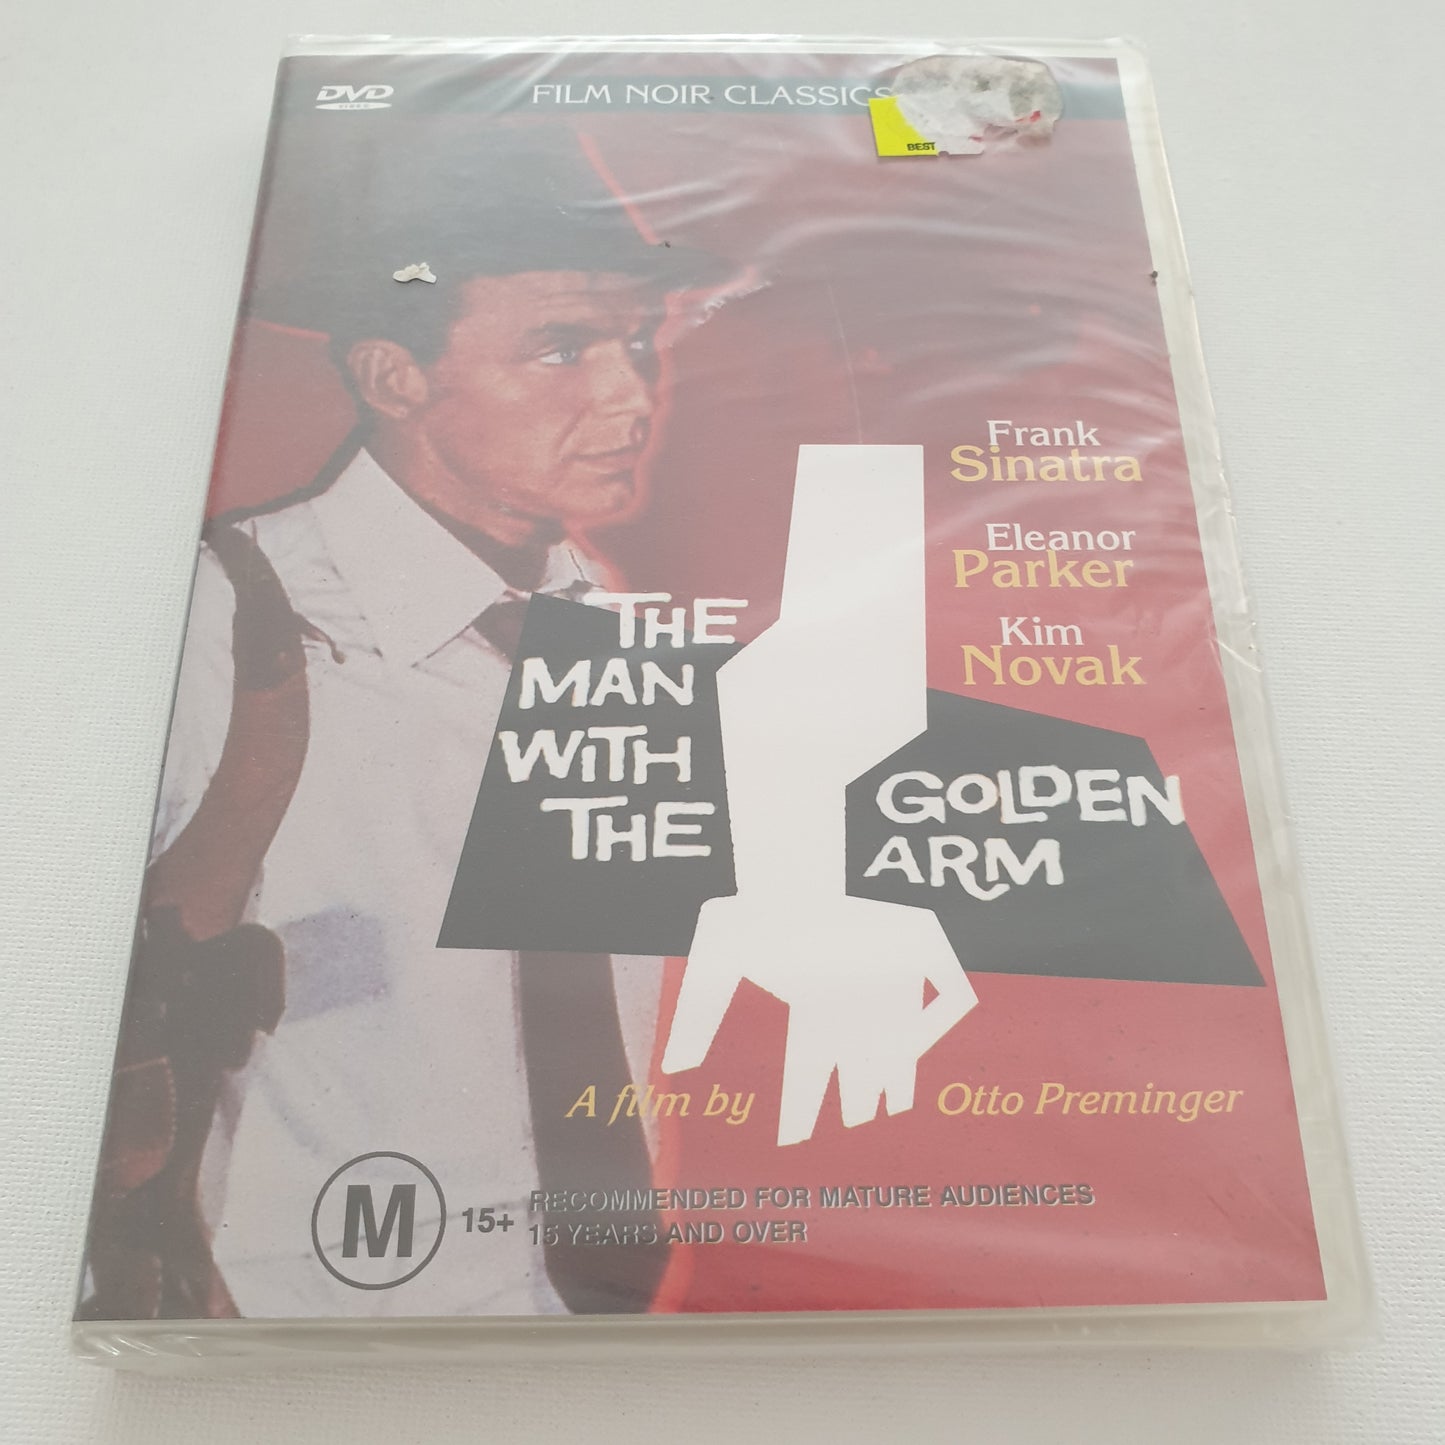 DVD
VIDEO
FILM NOIR CLASSICS
BEST
Frank
Sinatra
Eleanor
Parker
Kim
Novak
THE
MAN
WITH
THE
GOLDEN
ARM
A film by Otto Preminger
M 15+ RECOMMENDED FOR MATURE AUDIENCES
15 YEARS AND OVER